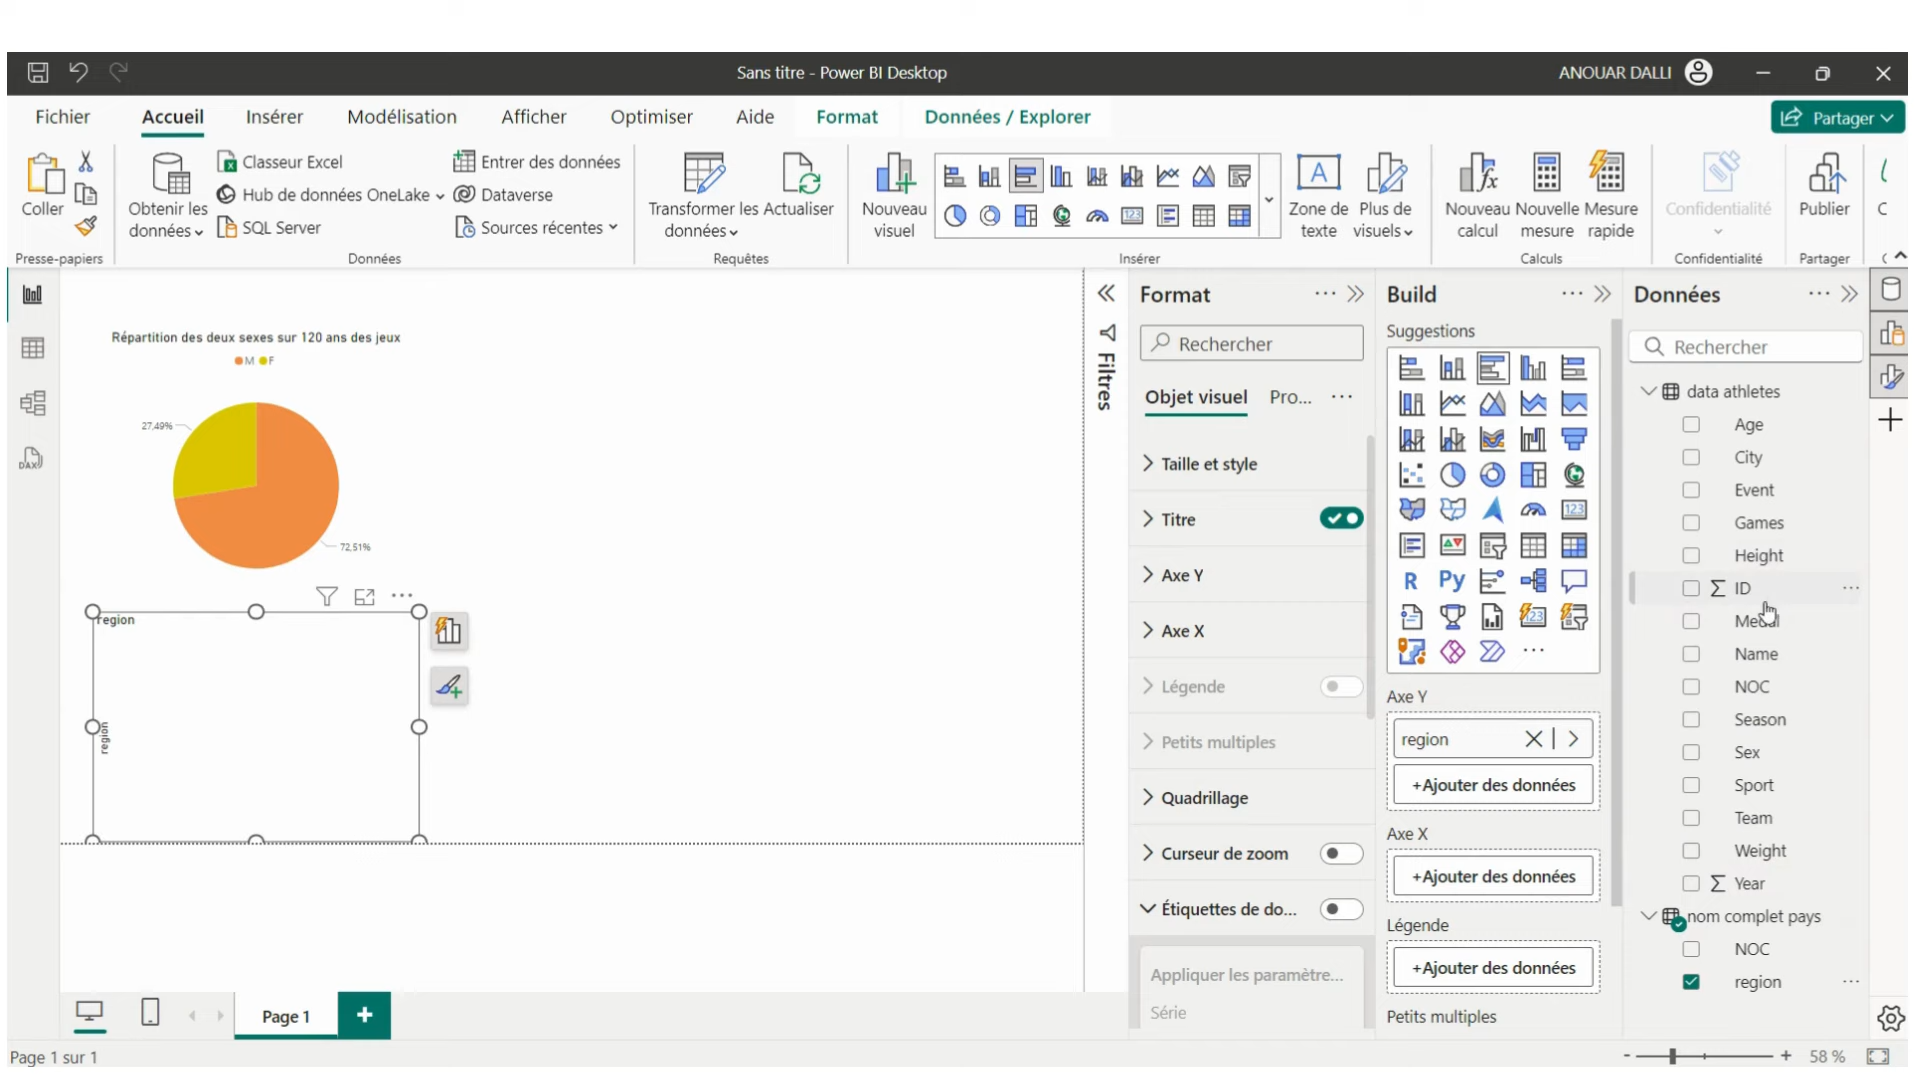 Sans titre - Power BI Desktop
ANOUAR DALLI
Fichier Accueil Insérer Modélisation Afficher Optimiser Aide Format Données / Explorer
Partager
Coller
Presse-papiers
Obtenir les données
Classeur Excel
Hub de données OneLake
SQL Server
Entrer des données
Dataverse
Sources récentes
Données
Transformer les données
Actualiser
Requêtes
Nouveau visuel
Zone de texte
Plus de visuels
Insérer
Nouveau calcul
Nouvelle mesure
Mesure rapide
Calculs
Confidentialité
Confidentialité
Publier
Partager
C
Répartition des deux sexes sur 120 ans des jeux
M F
27,49%
72,51%
region
region
Filtres
Format
Rechercher
Objet visuel Pro...
Taille et style
Titre
Axe Y
Axe X
Légende
Petits multiples
Quadrillage
Curseur de zoom
Étiquettes de do...
Appliquer les paramètre...
Série
Build
Suggestions
R Py
123
Axe Y
region
+Ajouter des données
Axe X
+Ajouter des données
Légende
+Ajouter des données
Petits multiples
Données
Rechercher
data athletes
Age
City
Event
Games
Height
∑ ID
Medal
Name
NOC
Season
Sex
Sport
Team
Weight
∑ Year
nom complet pays
NOC
region
DAX
Page 1
+
Page 1 sur 1
- + 58 %